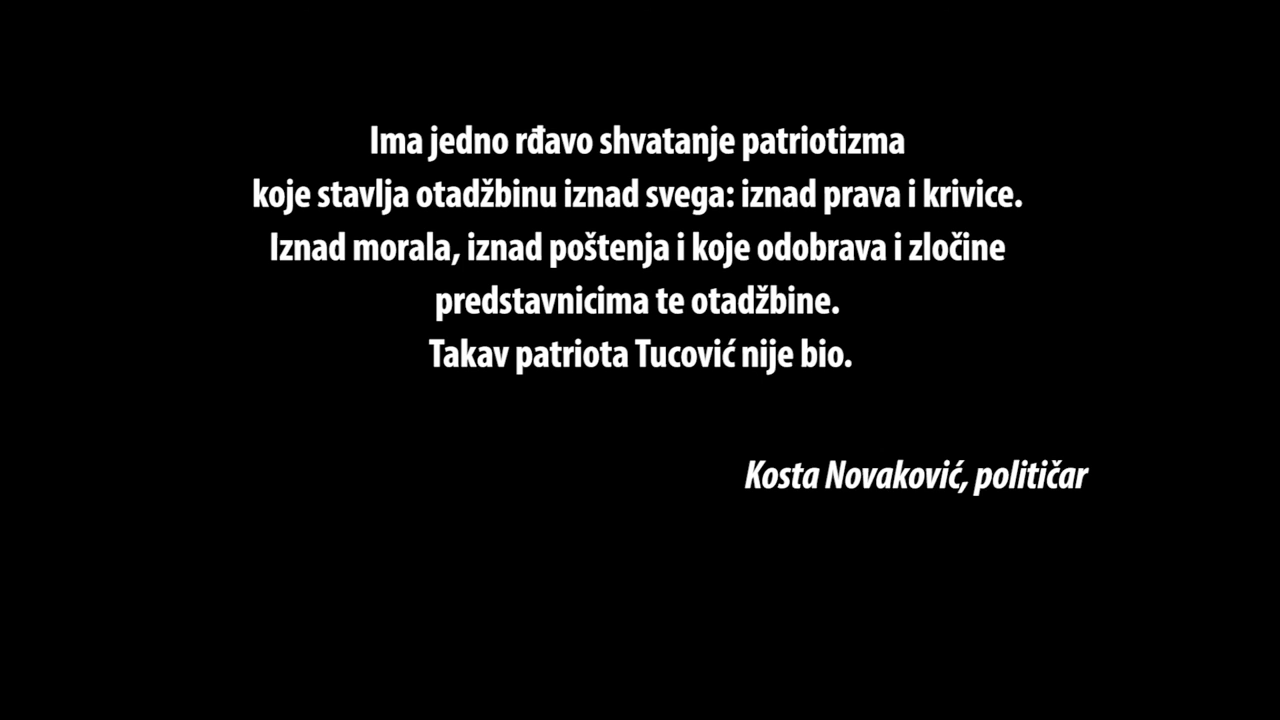 Ima jedno rđavo shvatanje patriotizma
koje stavlja otadžbinu iznad svega: iznad prava i krivice.
Iznad morala, iznad poštenja i koje odobrava i zločine
predstavnicima te otadžbine.
Takav patriota Tucović nije bio.
Kosta Novaković, političar